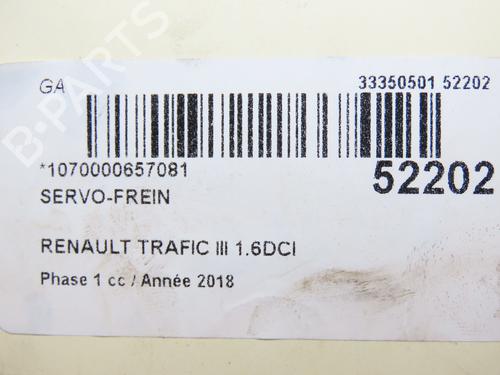 GA 33350501 52202
B-PARTS
*1070000657081 52202
SERVO-FREIN
RENAULT TRAFIC III 1.6DCI
Phase 1 cc / Année 2018